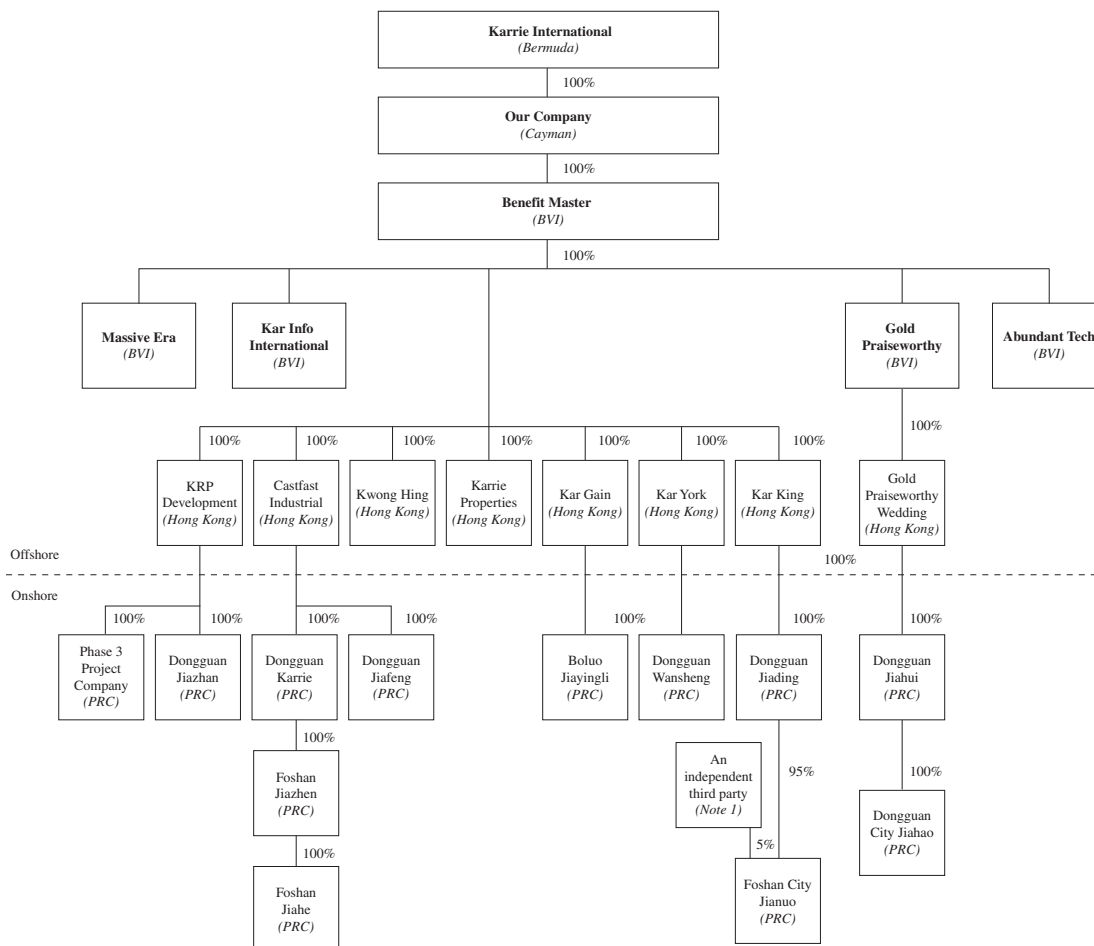 Karrie International
(Bermuda)
100%
Our Company
(Cayman)
100%
Benefit Master
(BVI)
100%
Massive Era
(BVI)
Kar Info
International
(BVI)
Gold
Praiseworthy
(BVI)
Abundant Tech
(BVI)
100%
100%
100%
100%
100%
100%
100%
100%
KRP
Development
(Hong Kong)
Castfast
Industrial
(Hong Kong)
Kwong Hing
(Hong Kong)
Karrie
Properties
(Hong Kong)
Kar Gain
(Hong Kong)
Kar York
(Hong Kong)
Kar King
(Hong Kong)
Gold
Praiseworthy
Wedding
(Hong Kong)
Offshore
100%
Onshore
100%
100%
100%
100%
100%
100%
100%
100%
Phase 3
Project
Company
(PRC)
Dongguan
Jiazhan
(PRC)
Dongguan
Karrie
(PRC)
Dongguan
Jiafeng
(PRC)
Boluo
Jiayingli
(PRC)
Dongguan
Wansheng
(PRC)
Dongguan
Jiading
(PRC)
Dongguan
Jiahui
(PRC)
100%
Foshan
Jiazhen
(PRC)
An
independent
third party
(Note 1)
95%
100%
Dongguan
City Jiahao
(PRC)
100%
5%
Foshan
Jiahe
(PRC)
Foshan City
Jianuo
(PRC)